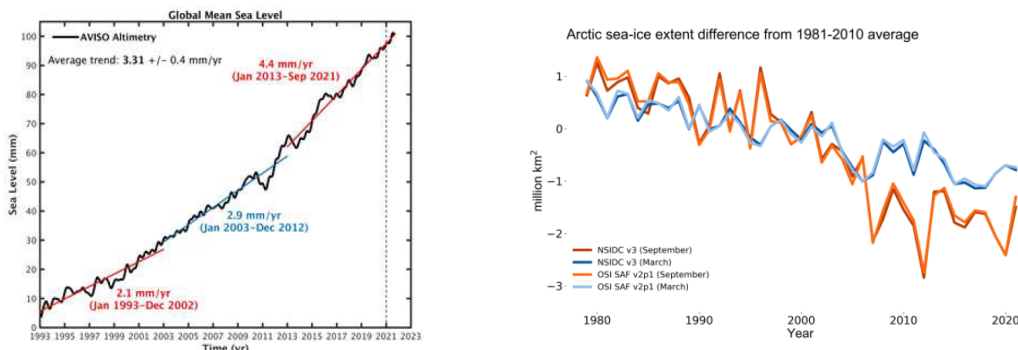 Global Mean Sea Level
AVISO Altimetry
Average trend: 3.31 +/- 0.4 mm/yr
4.4 mm/yr
(Jan 2013-Sep 2021)
2.9 mm/yr
(Jan 2003-Dec 2012)
2.1 mm/yr
(Jan 1993-Dec 2002)
Sea Level (mm)
100
90
80
70
60
50
40
30
20
10
0
1993 1995 1997 1999 2001 2003 2005 2007 2009 2011 2013 2015 2017 2019 2021 2023
Time (yr)
Arctic sea-ice extent difference from 1981-2010 average
million km²
1
0
−1
−2
−3
NSIDC v3 (September)
NSIDC v3 (March)
OSI SAF v2p1 (September)
OSI SAF v2p1 (March)
1980 1990 2000 2010 2021
Year